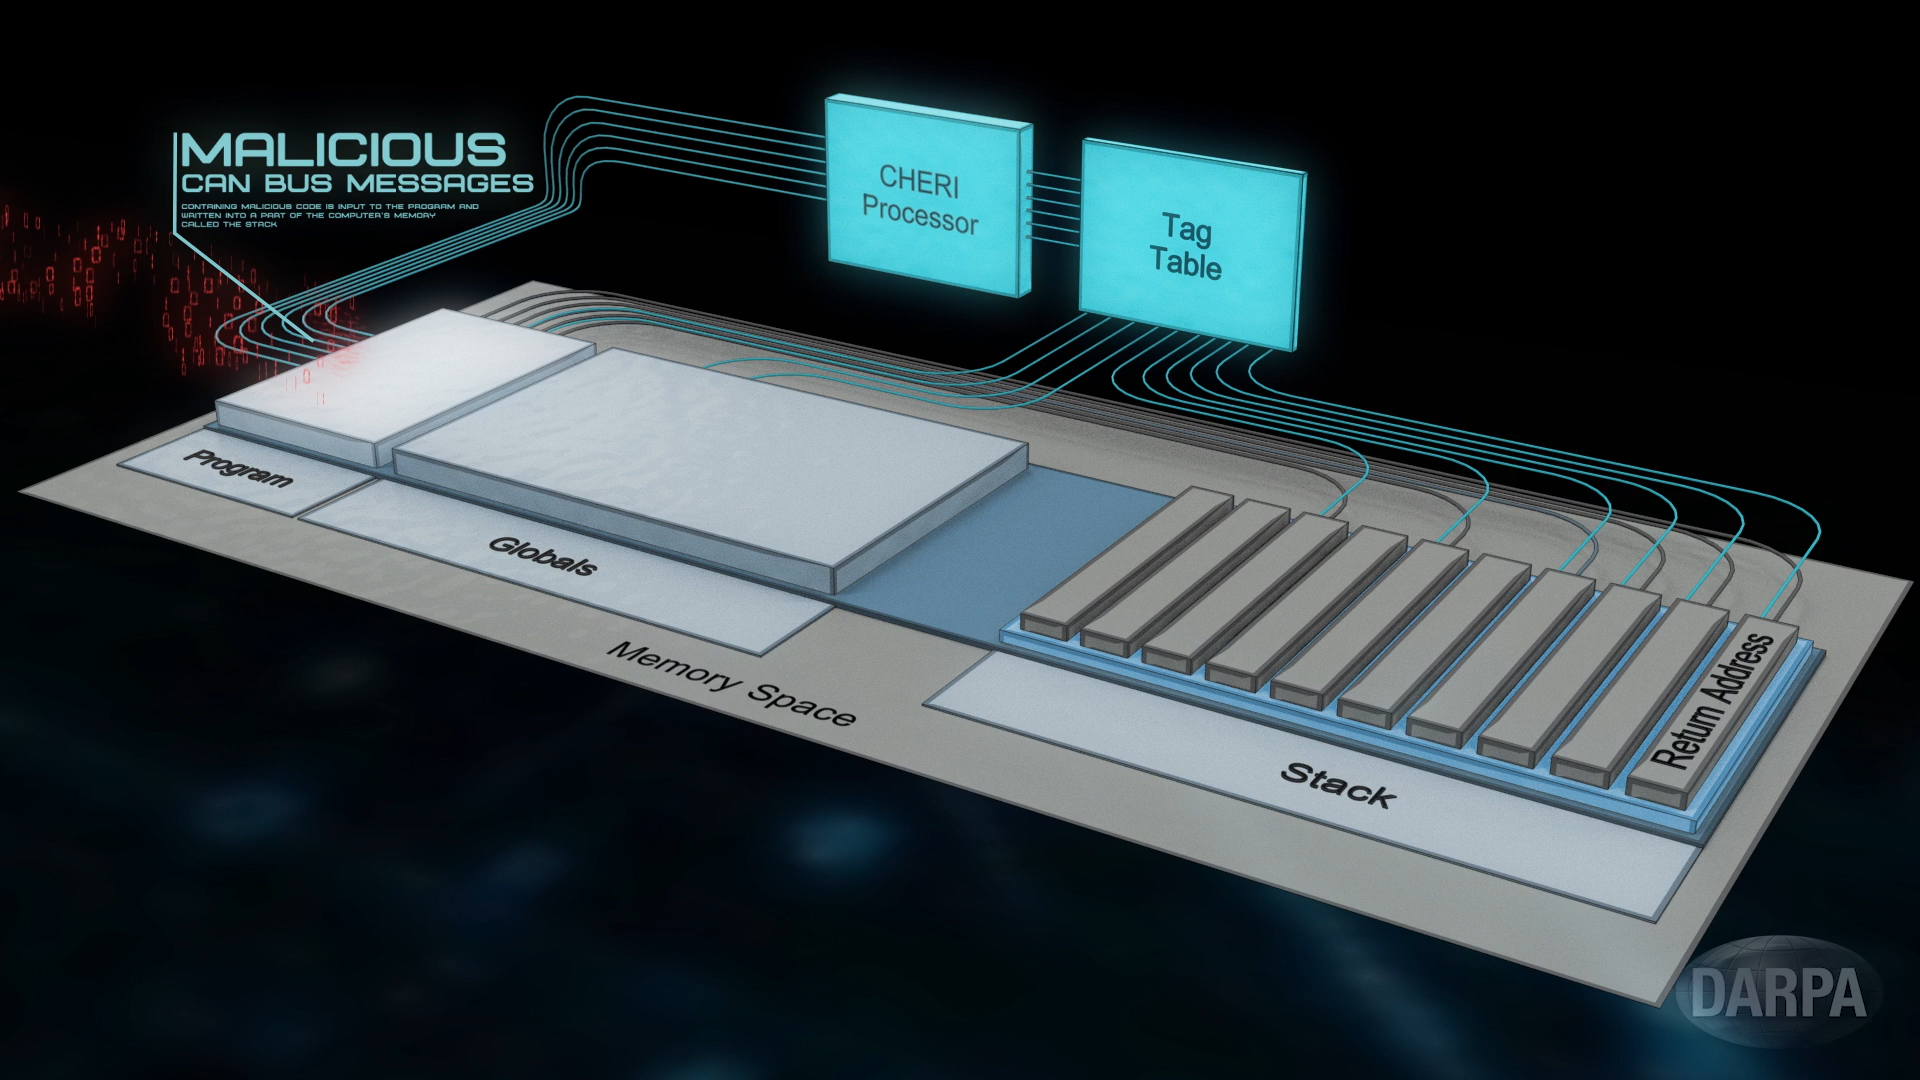 MALICIOUS
CAN BUS MESSAGES
CONTAINING MALICIOUS CODE IS INPUT TO THE PROGRAM AND
WRITTEN INTO A PART OF THE COMPUTER'S MEMORY
CALLED THE STACK
CHERI
Processor
Tag
Table
Program
Globals
Memory Space
Stack
Return Address
DARPA